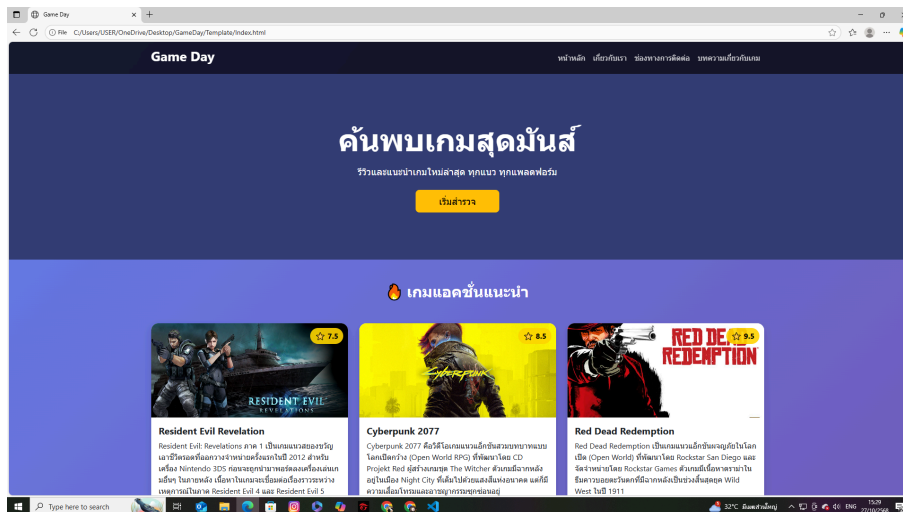 Game Day
File C:/Users/USER/OneDrive/Desktop/GameDay/Template/Index.html
Game Day
หน้าหลัก เกี่ยวกับเรา ช่องทางการติดต่อ บทความเกี่ยวกับเกม
ค้นพบเกมสุดมันส์
รีวิวและแนะนำเกมใหม่ล่าสุด ทุกแนว ทุกแพลตฟอร์ม
เริ่มสำรวจ
🔥 เกมแอคชั่นแนะนำ
7.5
RESIDENT EVIL
REVELATIONS
8.5
Cyberpunk
9.5
RED DE
REDEMPTION
Resident Evil Revelation
Resident Evil: Revelations ภาค 1 เป็นเกมแนวสยองขวัญ
เอาชีวิตรอดที่ออกวางจำหน่ายครั้งแรกในปี 2012 สำหรับ
เครื่อง Nintendo 3DS ก่อนจะถูกนำมาพอร์ตลงเครื่องเล่นเก
มอื่นๆ ในภายหลัง เนื้อหาในเกมจะเชื่อมต่อเรื่องราวระหว่าง
เหตุการณ์ในภาค Resident Evil 4 และ Resident Evil 5
Cyberpunk 2077
Cyberpunk 2077 คือวิดีโอเกมแนวแอ็กชันสวมบทบาทแบบ
โลกเปิดกว้าง (Open World RPG) ที่พัฒนาโดย CD
Projekt Red ผู้สร้างเกมชุด The Witcher ตัวเกมมีฉากหลัง
อยู่ในเมือง Night City ที่เต็มไปด้วยแสงสีแห่งอนาคต แต่ก็มี
ความเสื่อมโทรมและอาชญากรรมซุกซ่อนอยู่
Red Dead Redemption
Red Dead Redemption เป็นเกมแนวแอ็กชันผจญภัยในโลก
เปิด (Open World) ที่พัฒนาโดย Rockstar San Diego และ
จัดจำหน่ายโดย Rockstar Games ตัวเกมมีเนื้อหาดราม่าใน
ธีมคาวบอยตะวันตกที่มีฉากหลังเป็นช่วงสิ้นสุดยุค Wild
West ในปี 1911
Type here to search
32°C มีแดดส่วนใหญ่
ENG
15:29
27/10/2568